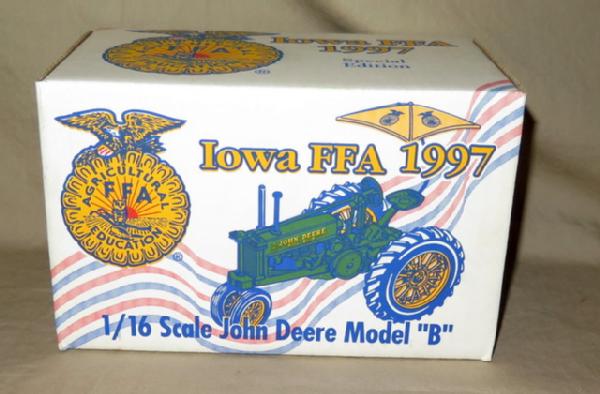 Iowa FFA
1997
Special
Edition
FFA
®
AGRICULTURAL
FFA
EDUCATION
®
Iowa FFA 1997
JOHN DEERE
1/16 Scale John Deere Model "B"